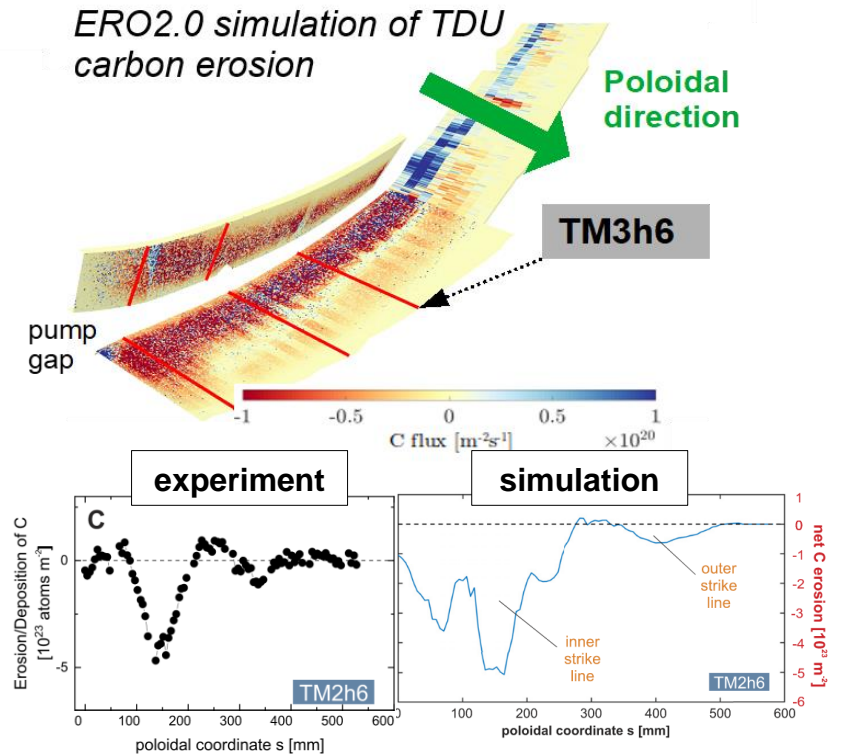 ERO2.0 simulation of TDU
carbon erosion
Poloidal
direction
TM3h6
pump
gap
-1
-0.5
0
0.5
1
C flux [m⁻²s⁻¹]
×10²⁰
experiment
simulation
C
Erosion/Deposition of C
[10²³ atoms m⁻²]
0
-5
TM2h6
0
100
200
300
400
500
600
poloidal coordinate s [mm]
inner
strike
line
outer
strike
line
TM2h6
1
0
-1
-2
-3
-4
-5
-6
net C erosion [10²³ m⁻²]
100
200
300
400
500
600
poloidal coordinate s [mm]